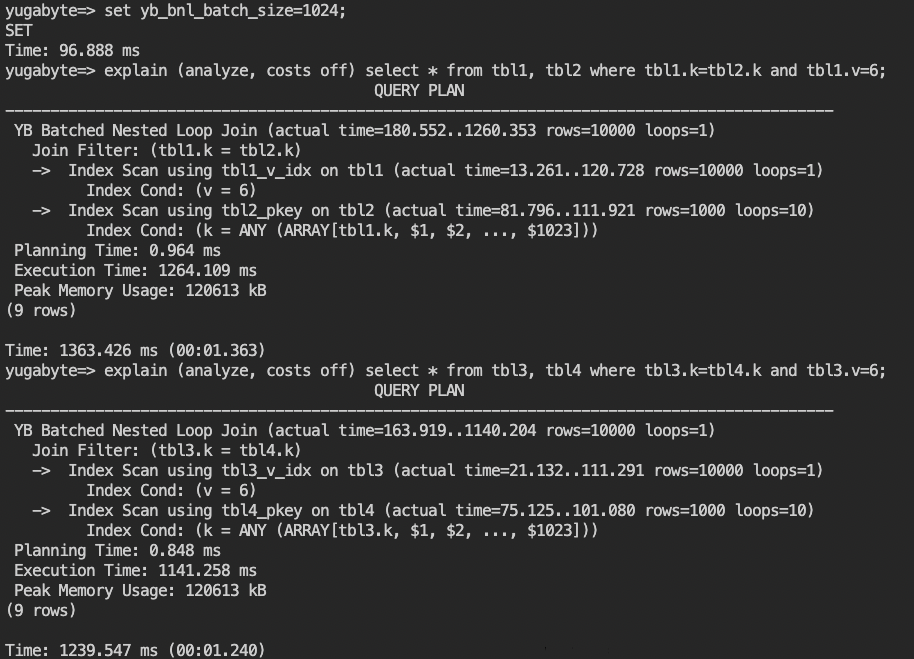 yugabyte=> set yb_bnl_batch_size=1024;
SET
Time: 96.888 ms
yugabyte=> explain (analyze, costs off) select * from tbl1, tbl2 where tbl1.k=tbl2.k and tbl1.v=6;
QUERY PLAN
--------------------------------------------------------------------------------------------
YB Batched Nested Loop Join (actual time=180.552..1260.353 rows=10000 loops=1)
Join Filter: (tbl1.k = tbl2.k)
-> Index Scan using tbl1_v_idx on tbl1 (actual time=13.261..120.728 rows=10000 loops=1)
Index Cond: (v = 6)
-> Index Scan using tbl2_pkey on tbl2 (actual time=81.796..111.921 rows=1000 loops=10)
Index Cond: (k = ANY (ARRAY[tbl1.k, $1, $2, ..., $1023]))
Planning Time: 0.964 ms
Execution Time: 1264.109 ms
Peak Memory Usage: 120613 kB
(9 rows)
Time: 1363.426 ms (00:01.363)
yugabyte=> explain (analyze, costs off) select * from tbl3, tbl4 where tbl3.k=tbl4.k and tbl3.v=6;
QUERY PLAN
--------------------------------------------------------------------------------------------
YB Batched Nested Loop Join (actual time=163.919..1140.204 rows=10000 loops=1)
Join Filter: (tbl3.k = tbl4.k)
-> Index Scan using tbl3_v_idx on tbl3 (actual time=21.132..111.291 rows=10000 loops=1)
Index Cond: (v = 6)
-> Index Scan using tbl4_pkey on tbl4 (actual time=75.125..101.080 rows=1000 loops=10)
Index Cond: (k = ANY (ARRAY[tbl3.k, $1, $2, ..., $1023]))
Planning Time: 0.848 ms
Execution Time: 1141.258 ms
Peak Memory Usage: 120613 kB
(9 rows)
Time: 1239.547 ms (00:01.240)